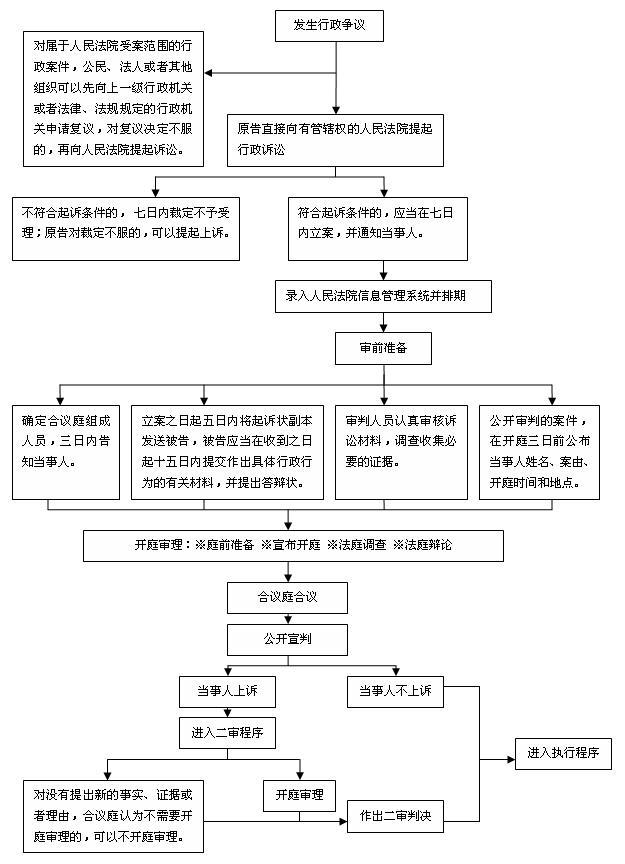 发生行政争议
对属于人民法院受案范围的行
政案件，公民、法人或者其他
组织可以先向上一级行政机关
或者法律、法规规定的行政机
关申请复议，对复议决定不服
的，再向人民法院提起诉讼。
原告直接向有管辖权的人民法院提起
行政诉讼
不符合起诉条件的，七日内裁定不予受
理；原告对裁定不服的，可以提起上诉。
符合起诉条件的，应当在七日
内立案，并通知当事人。
录入人民法院信息管理系统并排期
审前准备
确定合议庭组成
人员，三日内告
知当事人。
立案之日起五日内将起诉状副本
发送被告，被告应当在收到之日
起十五日内提交作出具体行政行
为的有关材料，并提出答辩状。
审判人员认真审核诉
讼材料，调查收集必
要的证据。
公开审判的案件，
在开庭三日前公布
当事人姓名、案由、
开庭时间和地点。
开庭审理：※庭前准备 ※宣布开庭 ※法庭调查 ※法庭辩论
合议庭合议
公开宣判
当事人上诉
当事人不上诉
进入二审程序
进入执行程序
对没有提出新的事实、证据或
者理由，合议庭认为不需要开
庭审理的，可以不开庭审理。
开庭审理
作出二审判决